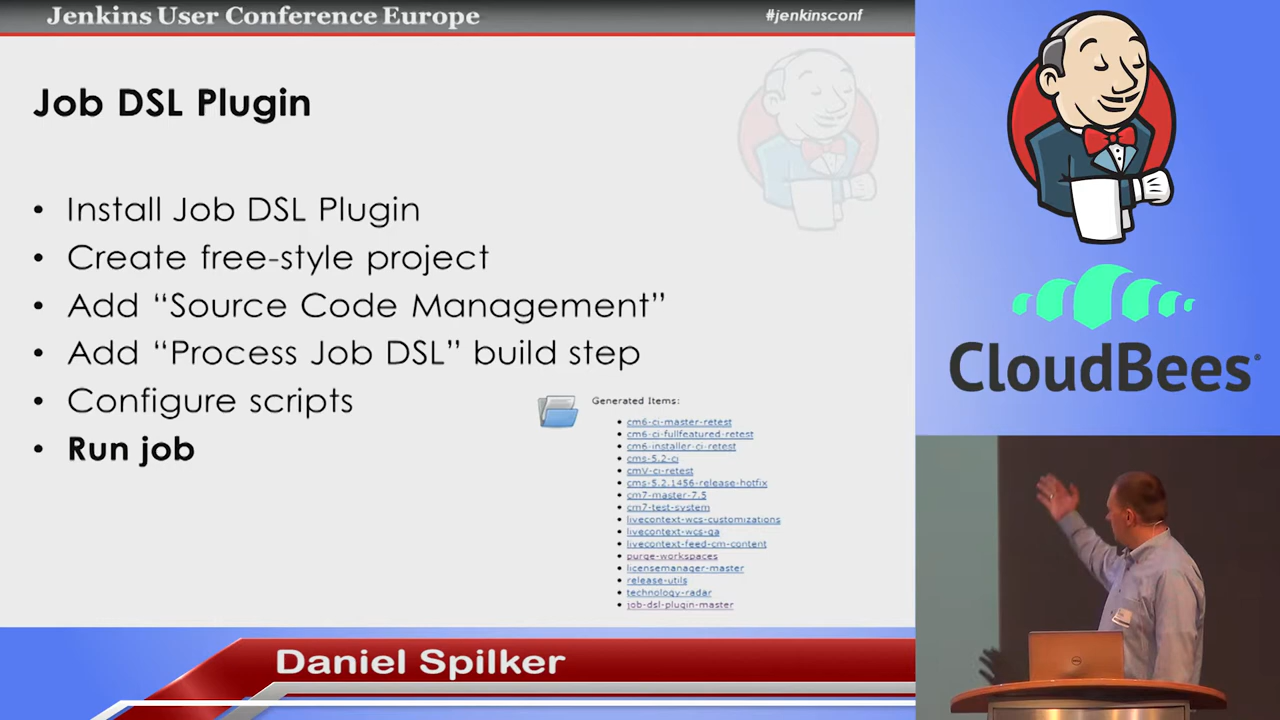 Jenkins User Conference Europe
#jenkinsconf
Job DSL Plugin
• Install Job DSL Plugin
• Create free-style project
• Add “Source Code Management”
• Add “Process Job DSL” build step
• Configure scripts
• Run job
Generated Items:
• cm6-ci-master-retest
• cm6-ci-fullfeatured-retest
• cm6-installer-ci-retest
• cms-5.2-ci
• cmV-ci-retest
• cms-5.2.1456-release-hotfix
• cm7-master-7.5
• cm7-test-system
• livecontext-wcs-customizations
• livecontext-wcs-qa
• livecontext-feed-cm-content
• purge-workspaces
• licensemanager-master
• release-utils
• technology-radar
• job-dsl-plugin-master
CloudBees®
Daniel Spilker